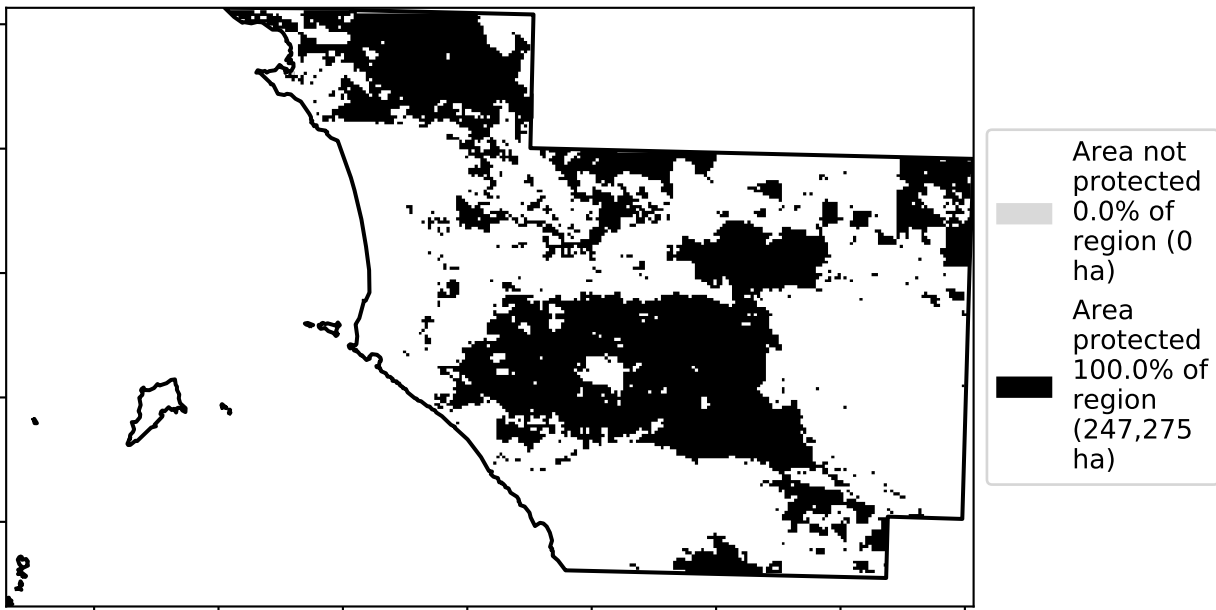 Area not
protected
0.0% of
region (0
ha)
Area
protected
100.0% of
region
(247,275
ha)